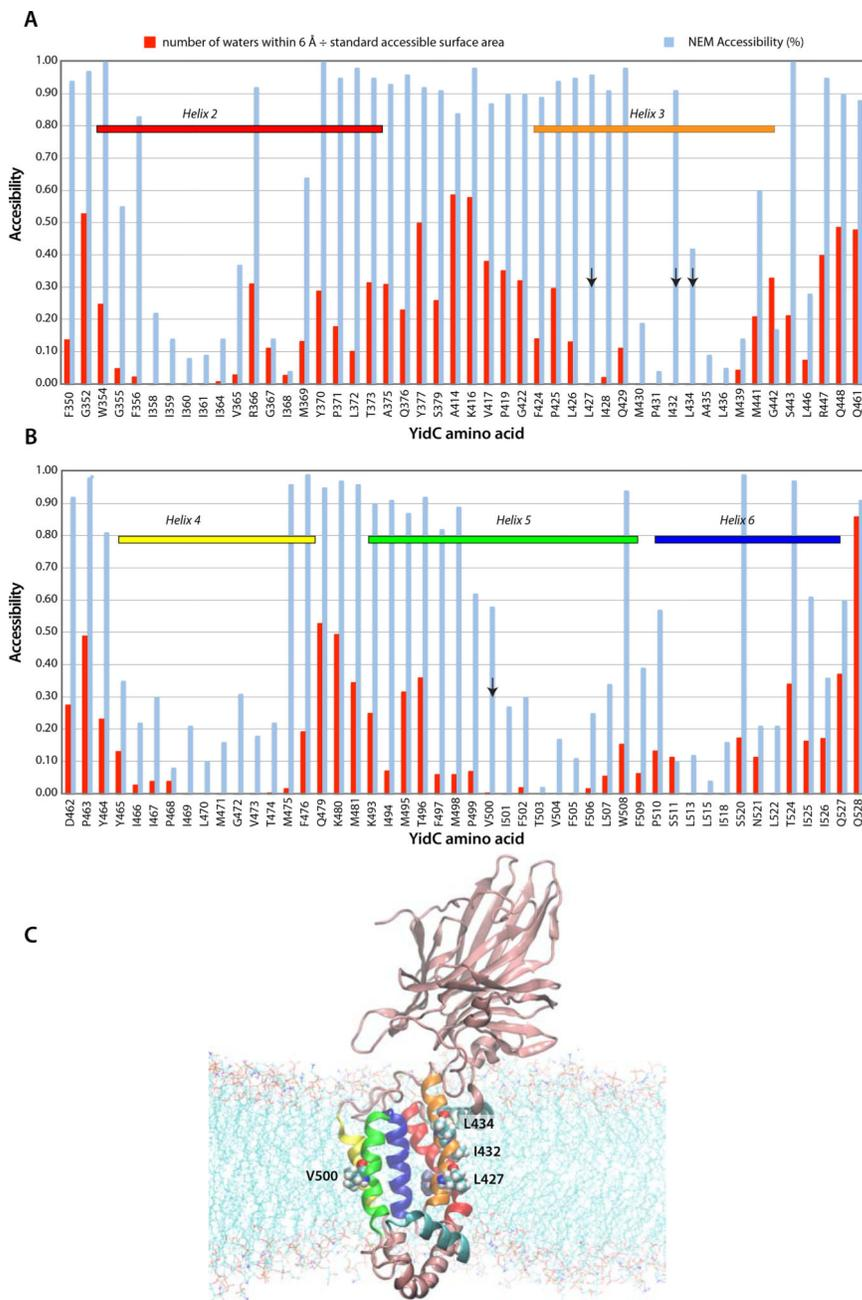 A
number of waters within 6 Å ÷ standard accessible surface area
NEM Accessibility (%)
1.00
0.90
0.80
0.70
0.60
0.50
0.40
0.30
0.20
0.10
0.00
Accesibility
Helix 2
Helix 3
F350 G352 W354 G355 F356 I358 I359 I360 I361 I364 V365 R366 G367 I368 M369 Y370 P371 L372 T373 A375 Q376 Y377 S379 A414 K416 V417 P419 G422 F424 P425 L426 L427 I428 Q429 M430 P431 I432 L434 A435 L436 M439 M441 G442 S443 L446 R447 Q448 Q461
YidC amino acid
B
1.00
0.90
0.80
0.70
0.60
0.50
0.40
0.30
0.20
0.10
0.00
Accessibility
Helix 4
Helix 5
Helix 6
D462 P463 Y464 Y465 I466 I467 P468 I469 L470 M471 G472 V473 T474 M475 F476 Q479 K480 M481 K493 I494 M495 T496 F497 M498 P499 V500 I501 F502 T503 V504 F505 F506 L507 W508 F509 P510 S511 L513 L515 I518 S520 N521 L522 T524 I525 I526 Q527 Q528
YidC amino acid
C
L434
I432
V500
L427